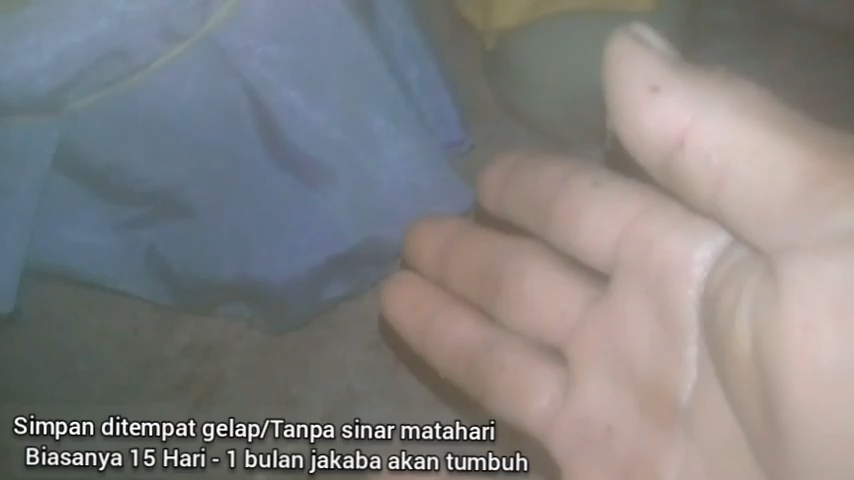 Simpan ditempat gelap/Tanpa sinar matahari
Biasanya 15 Hari - 1 bulan jakaba akan tumbuh